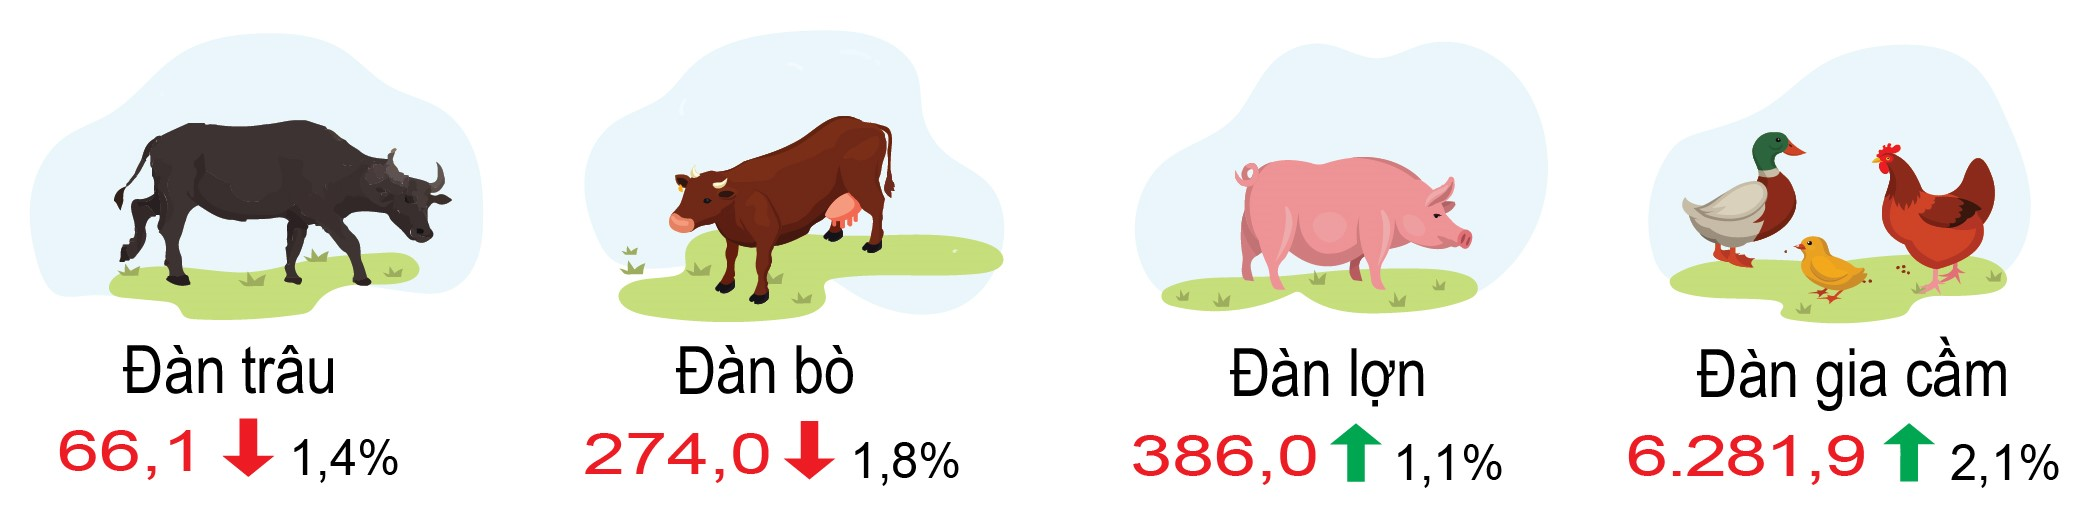 Đàn trâu
66,1 1,4%
Đàn bò
274,0 1,8%
Đàn lợn
386,0 1,1%
Đàn gia cầm
6.281,9 2,1%